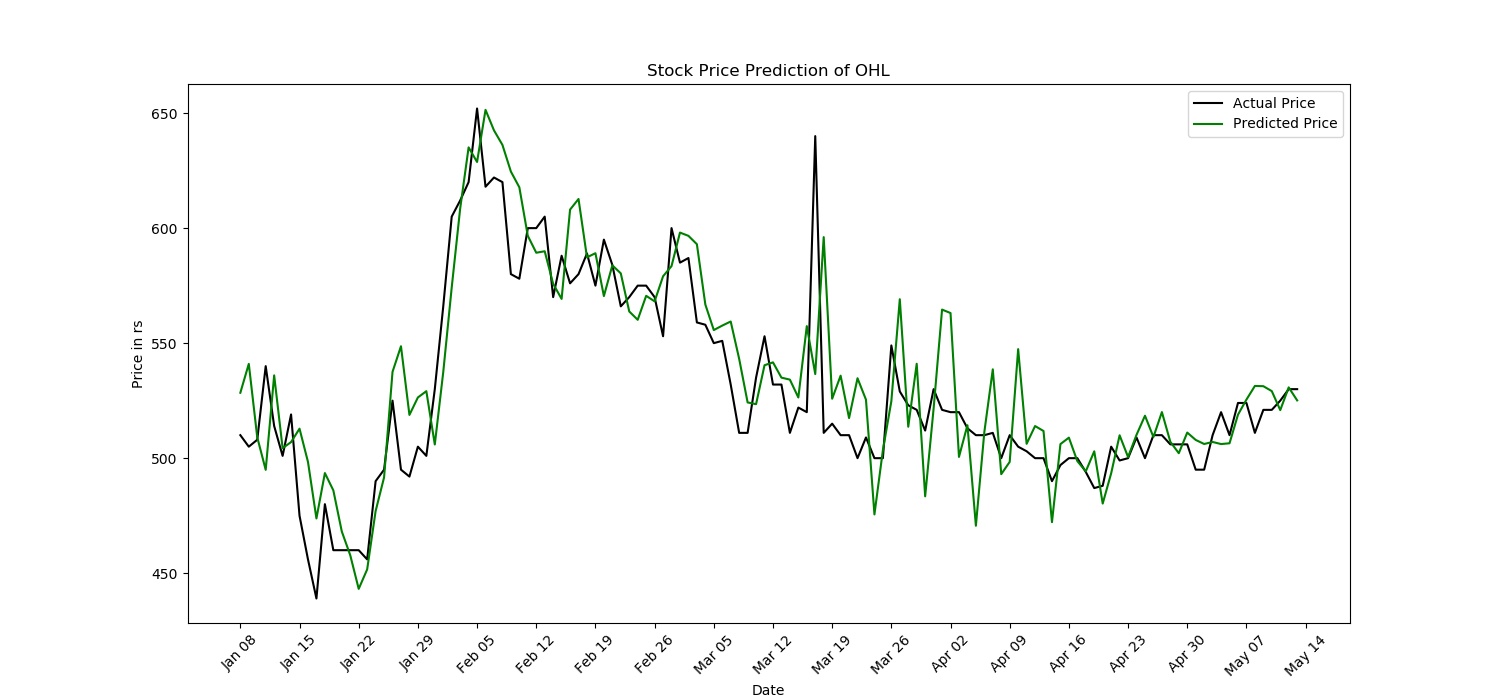 Stock Price Prediction of OHL
Actual Price
Predicted Price
650
600
550
500
450
Price in rs
Jan 08
Jan 15
Jan 22
Jan 29
Feb 05
Feb 12
Feb 19
Feb 26
Mar 05
Mar 12
Mar 19
Mar 26
Apr 02
Apr 09
Apr 16
Apr 23
Apr 30
May 07
May 14
Date